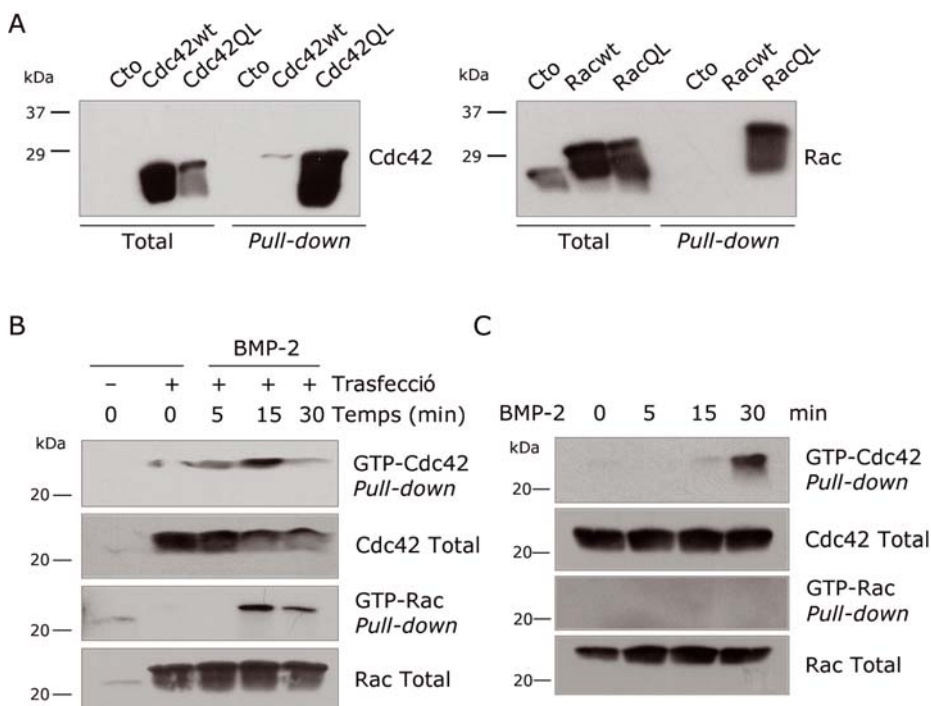 A
kDa
Cto
Cdc42wt
Cdc42QL
Cto
Cdc42wt
Cdc42QL
37
29
Cdc42
Total
Pull-down
kDa
Cto
Racwt
RacQL
Cto
Racwt
RacQL
37
29
Rac
Total
Pull-down
B
BMP-2
– + + + + Trasfecció
0 0 5 15 30 Temps (min)
kDa
GTP-Cdc42
Pull-down
20
Cdc42 Total
20
GTP-Rac
Pull-down
20
Rac Total
20
C
BMP-2 0 5 15 30 min
kDa
GTP-Cdc42
Pull-down
20
Cdc42 Total
20
GTP-Rac
Pull-down
20
Rac Total
20